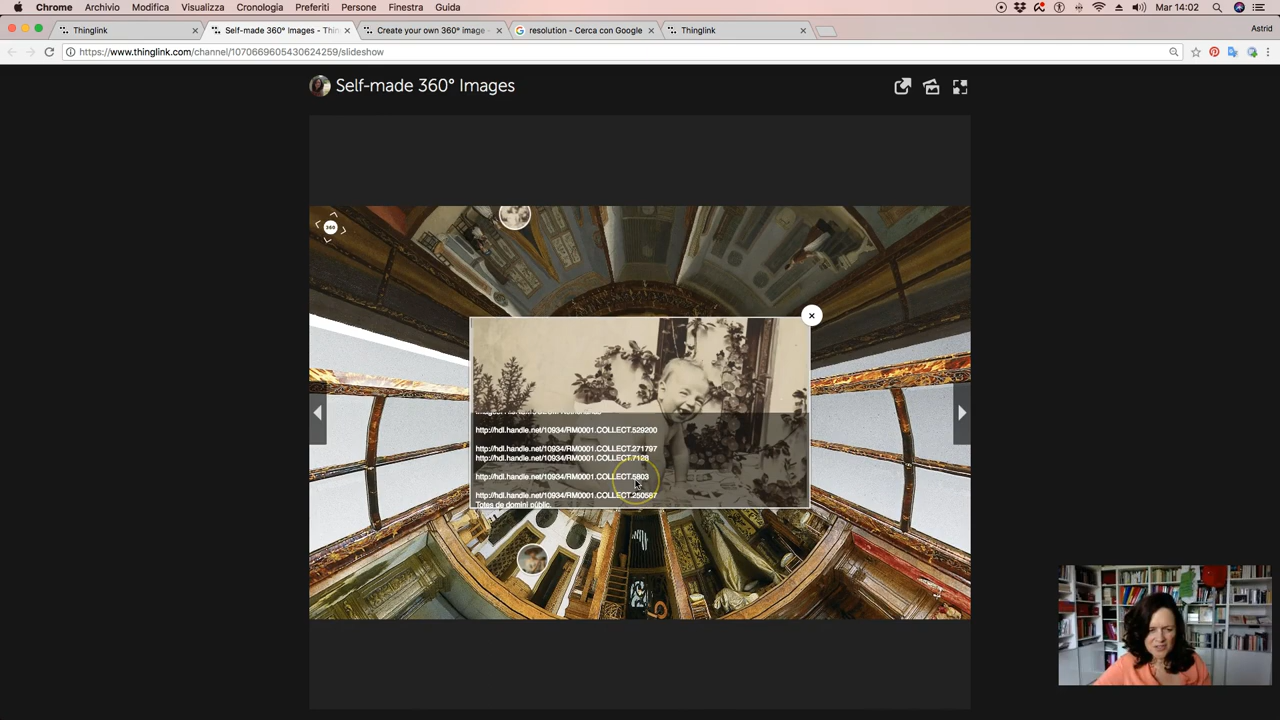 Chrome Archivio Modifica Visualizza Cronologia Preferiti Persone Finestra Guida Mar 14:02
Thinglink Self-made 360° Images - Thin Create your own 360° image - resolution - Cerca con Google Thinglink Astrid
https://www.thinglink.com/channel/1070669605430624259/slideshow
Self-made 360° Images
360
http://hdl.handle.net/10934/RM0001.COLLECT.529200
http://hdl.handle.net/10934/RM0001.COLLECT.271797
http://hdl.handle.net/10934/RM0001.COLLECT.7128
http://hdl.handle.net/10934/RM0001.COLLECT.5803
http://hdl.handle.net/10934/RM0001.COLLECT.250587
Totes de domini públic.